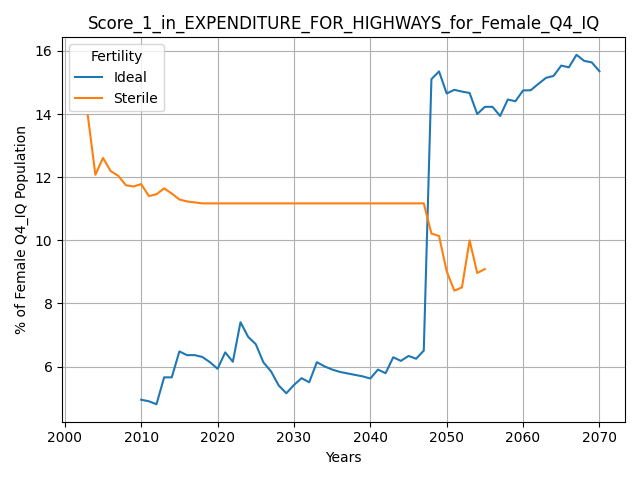 Score_1_in_EXPENDITURE_FOR_HIGHWAYS_for_Female_Q4_IQ
Fertility
Ideal
Sterile
% of Female Q4_IQ Population
16
14
12
10
8
6
2000 2010 2020 2030 2040 2050 2060 2070
Years